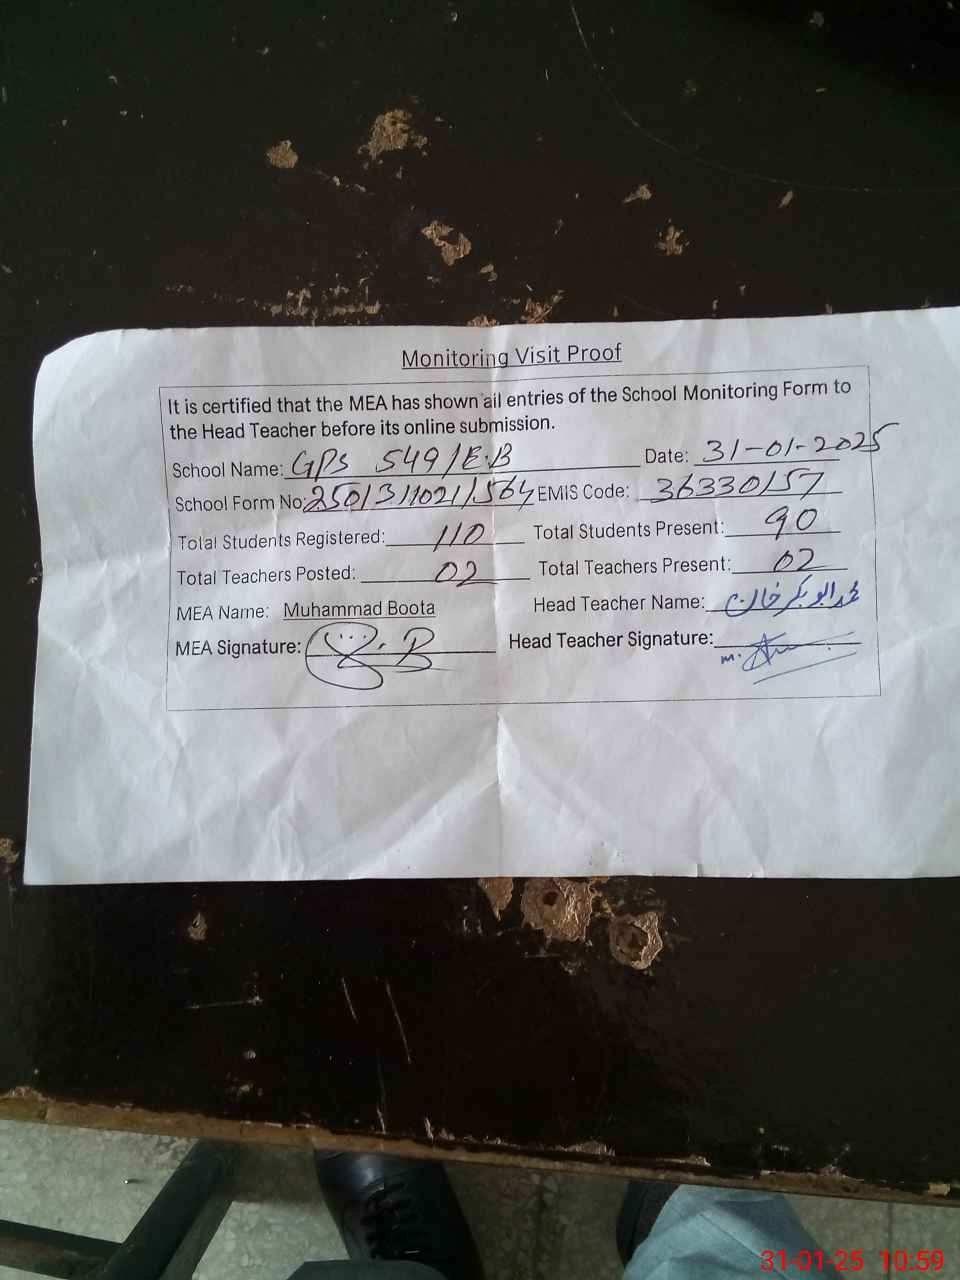 Monitoring Visit Proof
It is certified that the MEA has shown all entries of the School Monitoring Form to
the Head Teacher before its online submission.
School Name: GPS 549/E.B Date: 31-01-2025
School Form No: EMIS Code: 36330157
Total Students Registered: 110 Total Students Present: 90
Total Teachers Posted: 02 Total Teachers Present: 02
MEA Name: Muhammad Boota Head Teacher Name: محمد ابوبکر خان
MEA Signature: Head Teacher Signature:
31-01-25 10:59